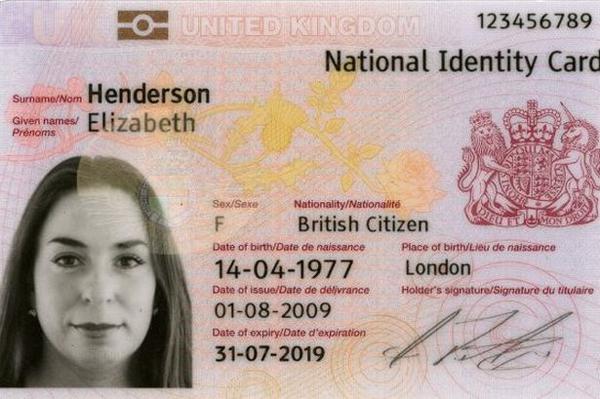 UNITED KINGDOM
123456789
National Identity Card
Surname/Nom Henderson
Given names/ Prénoms Elizabeth
Sex/Sexe Nationality/Nationalité
F British Citizen
Date of birth/Date de naissance Place of birth/Lieu de naissance
14-04-1977 London
Date of issue/Date de délivrance Holder's signature/Signature du titulaire
01-08-2009
Date of expiry/Date d'expiration
31-07-2019
DIEU ET MON DROIT